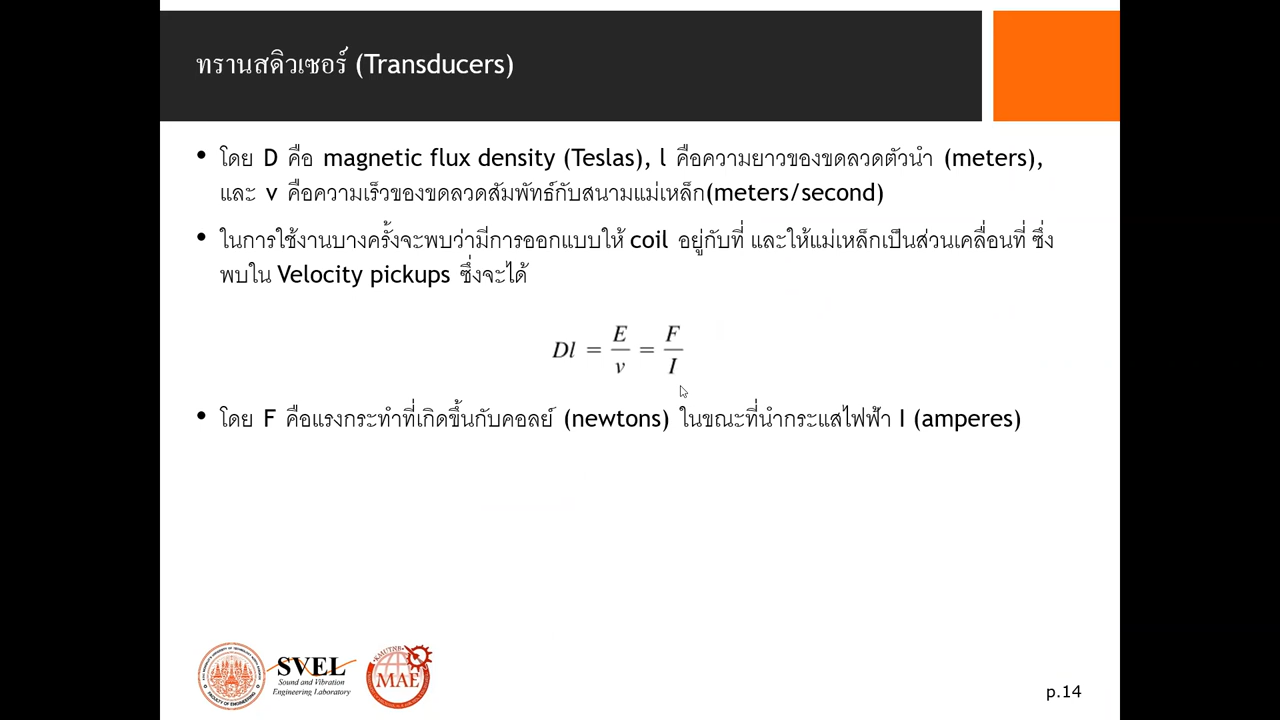 ทรานสดิวเซอร์ (Transducers)
• โดย D คือ magnetic flux density (Teslas), l คือความยาวของขดลวดตัวนำ (meters),
และ v คือความเร็วของขดลวดสัมพัทธ์กับสนามแม่เหล็ก(meters/second)
• ในการใช้งานบางครั้งจะพบว่ามีการออกแบบให้ coil อยู่กับที่ และให้แม่เหล็กเป็นส่วนเคลื่อนที่ ซึ่ง
พบใน Velocity pickups ซึ่งจะได้
Dl = E/v = F/I
• โดย F คือแรงกระทำที่เกิดขึ้นกับคอลย์ (newtons) ในขณะที่นำกระแสไฟฟ้า I (amperes)
SVEL
Sound and Vibration
Engineering Laboratory
KMUTNB
MAE
p.14